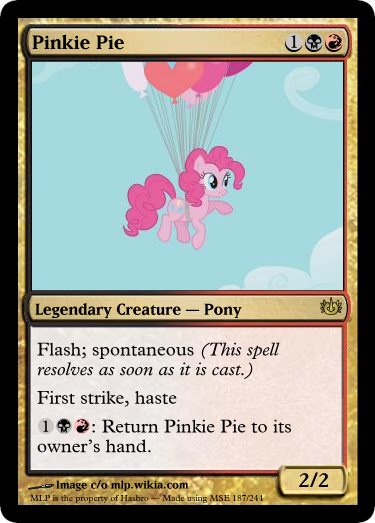 Pinkie Pie 1
Legendary Creature — Pony
Flash; spontaneous (This spell
resolves as soon as it is cast.)
First strike, haste
1: Return Pinkie Pie to its
owner's hand.
2/2
Image c/o mlp.wikia.com
MLP is the property of Hasbro — Made using MSE 187/244